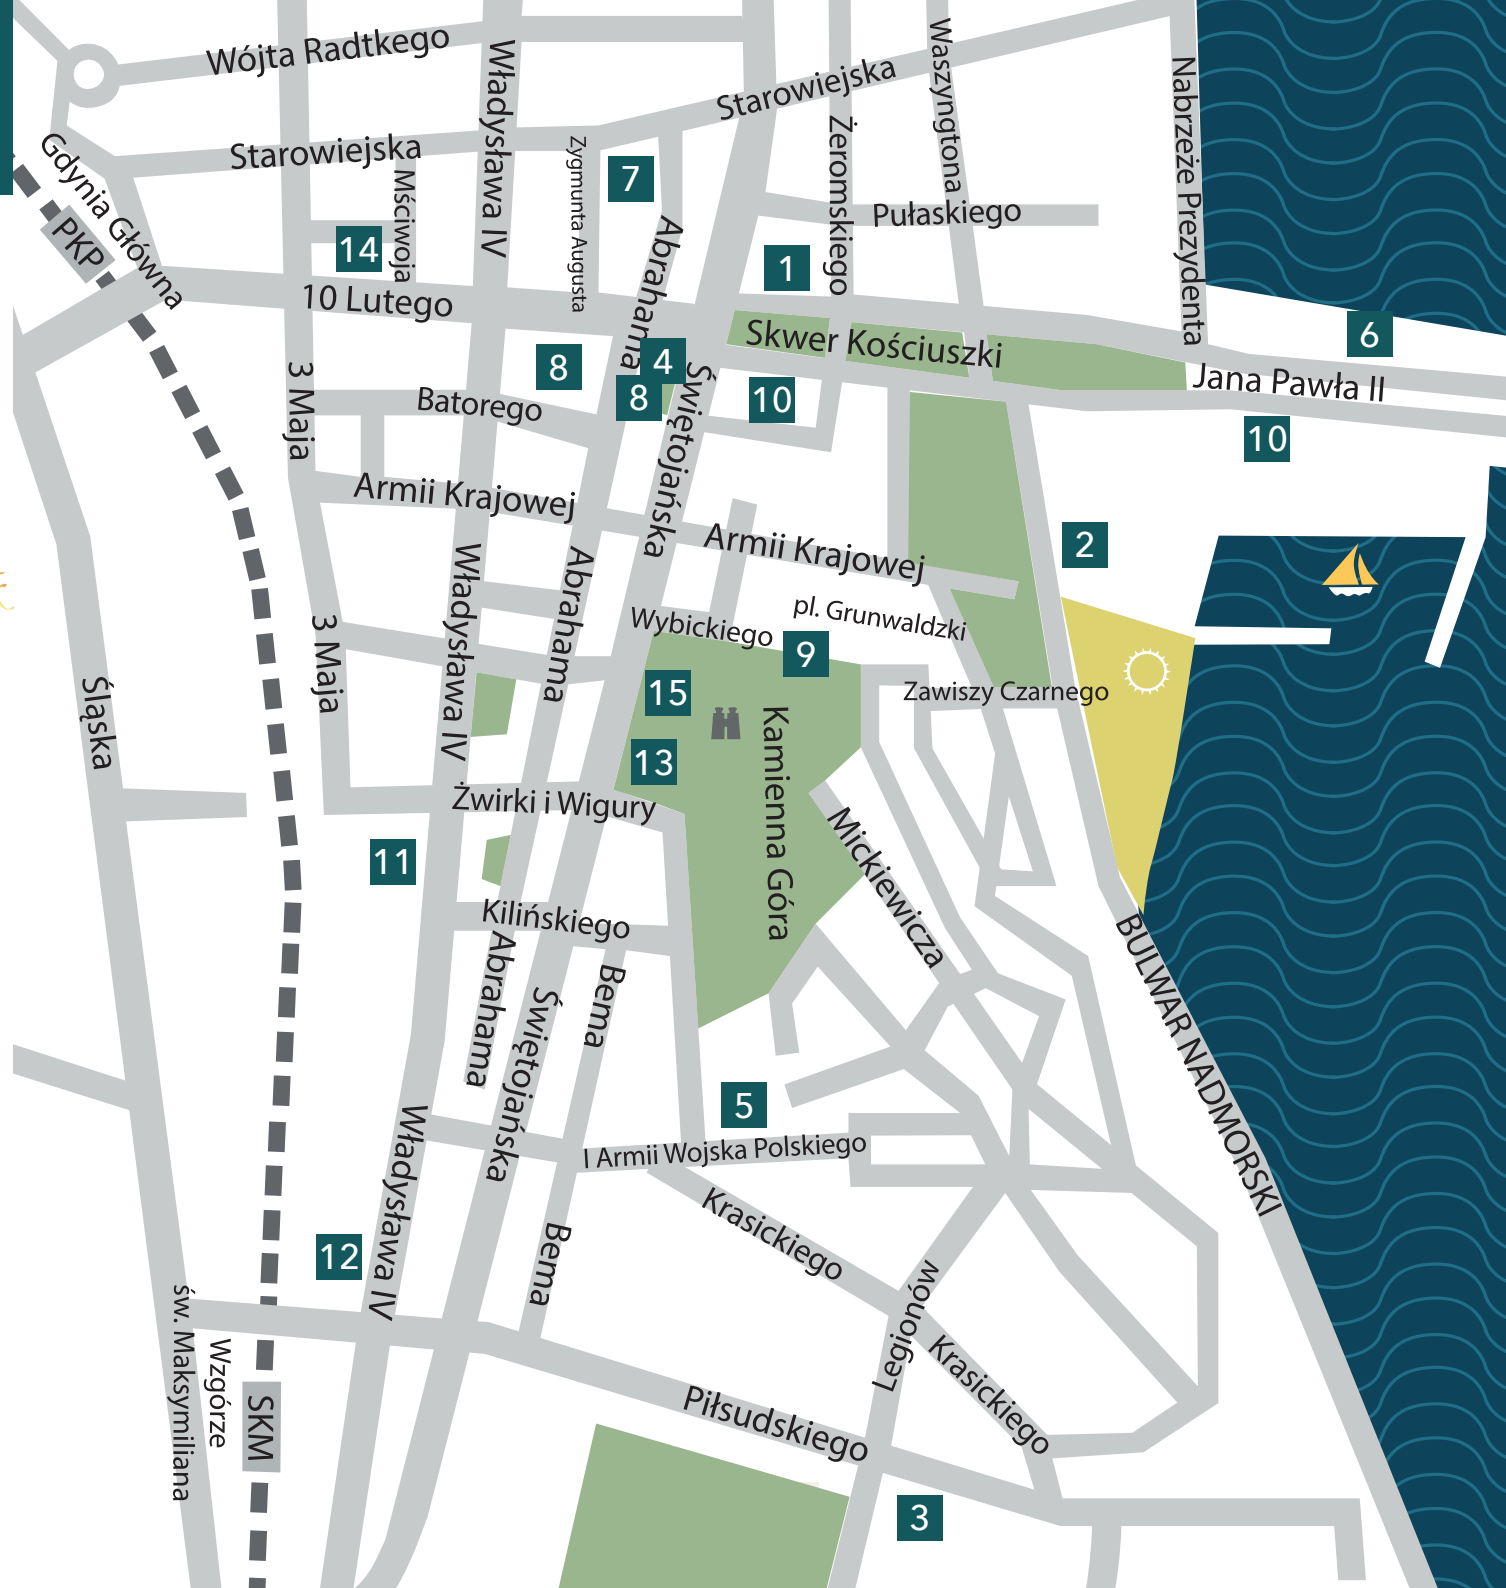 Wójta Radtkego
Władysława IV
Starowiejska
Waszyngtona
Nabrzeże Prezydenta
Żeromskiego
Gdynia Główna
PKP
Starowiejska
Mściwoja
Zygmunta Augusta
7
Abrahama
Pułaskiego
14
1
10 Lutego
Skwer Kościuszki
6
Jana Pawła II
3 Maja
8
4
8
10
Świętojańska
Batorego
10
Armii Krajowej
Armii Krajowej
2
Władysława IV
Abrahama
Wybickiego
pl. Grunwaldzki
9
3 Maja
15
Zawiszy Czarnego
Śląska
Kamienna Góra
13
Żwirki i Wigury
Mickiewicza
11
Kilińskiego
Abrahama
Bema
Świętojańska
BULWAR NADMORSKI
5
I Armii Wojska Polskiego
Władysława IV
Krasickiego
Bema
12
Legionów
św. Maksymiliana
Wzgórze
SKM
Krasickiego
Piłsudskiego
3